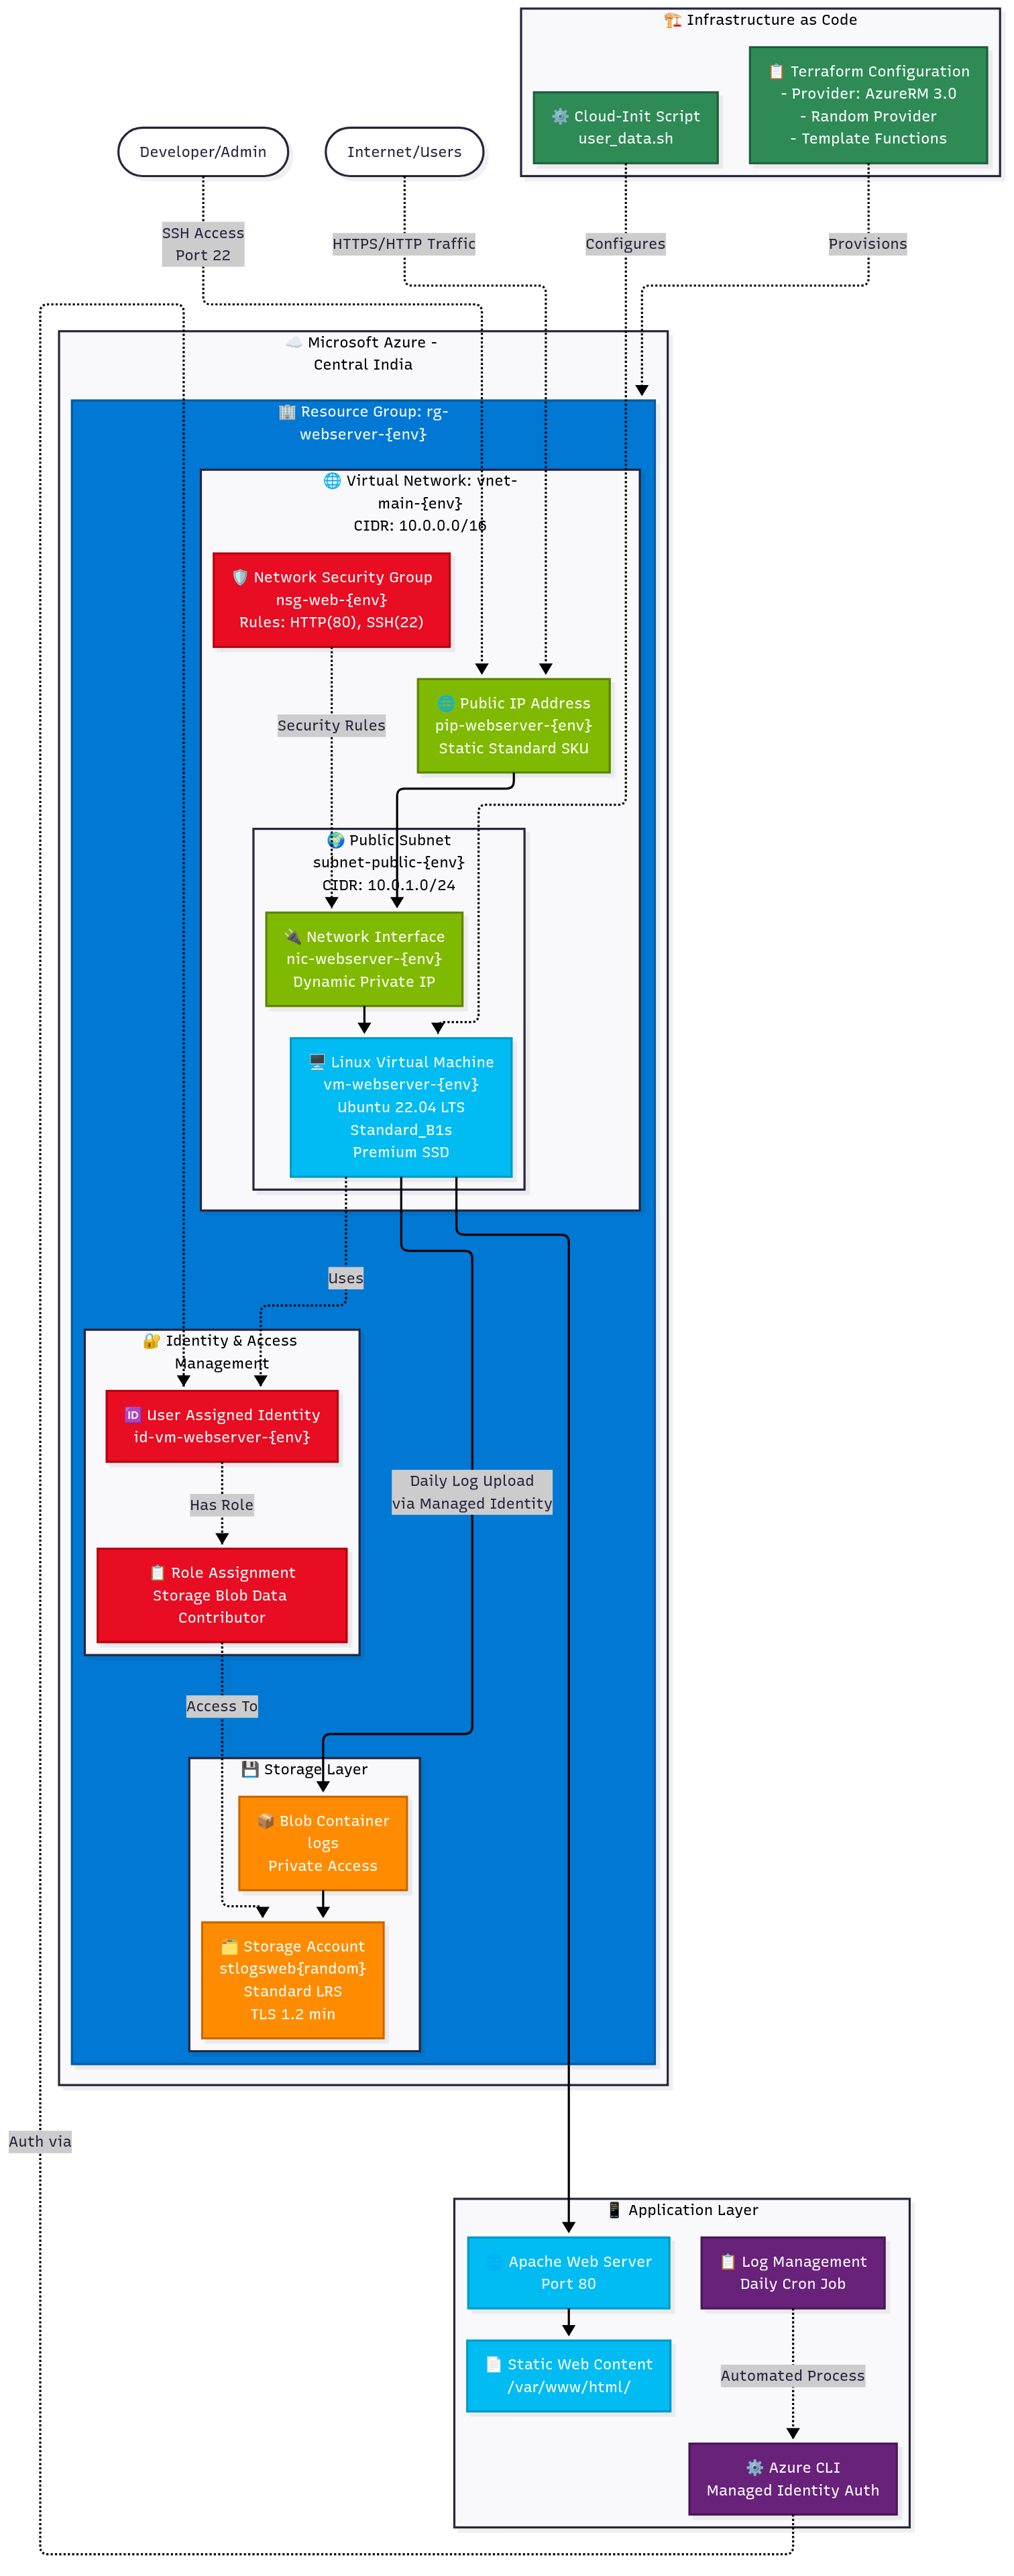 🏗️ Infrastructure as Code
📋 Terraform Configuration
- Provider: AzureRM 3.0
- Random Provider
- Template Functions
⚙️ Cloud-Init Script
user_data.sh
Developer/Admin
Internet/Users
SSH Access
Port 22
HTTPS/HTTP Traffic
Configures
Provisions
☁️ Microsoft Azure -
Central India
🏢 Resource Group: rg-
webserver-{env}
🌐 Virtual Network: vnet-
main-{env}
CIDR: 10.0.0.0/16
🛡️ Network Security Group
nsg-web-{env}
Rules: HTTP(80), SSH(22)
🌐 Public IP Address
pip-webserver-{env}
Static Standard SKU
Security Rules
🌍 Public Subnet
subnet-public-{env}
CIDR: 10.0.1.0/24
🔌 Network Interface
nic-webserver-{env}
Dynamic Private IP
🖥️ Linux Virtual Machine
vm-webserver-{env}
Ubuntu 22.04 LTS
Standard_B1s
Premium SSD
Uses
🔐 Identity & Access
Management
🆔 User Assigned Identity
id-vm-webserver-{env}
Daily Log Upload
via Managed Identity
Has Role
📋 Role Assignment
Storage Blob Data
Contributor
Access To
💾 Storage Layer
📦 Blob Container
logs
Private Access
🗂️ Storage Account
stlogsweb{random}
Standard LRS
TLS 1.2 min
Auth via
📱 Application Layer
🌐 Apache Web Server
Port 80
📋 Log Management
Daily Cron Job
📄 Static Web Content
/var/www/html/
Automated Process
⚙️ Azure CLI
Managed Identity Auth